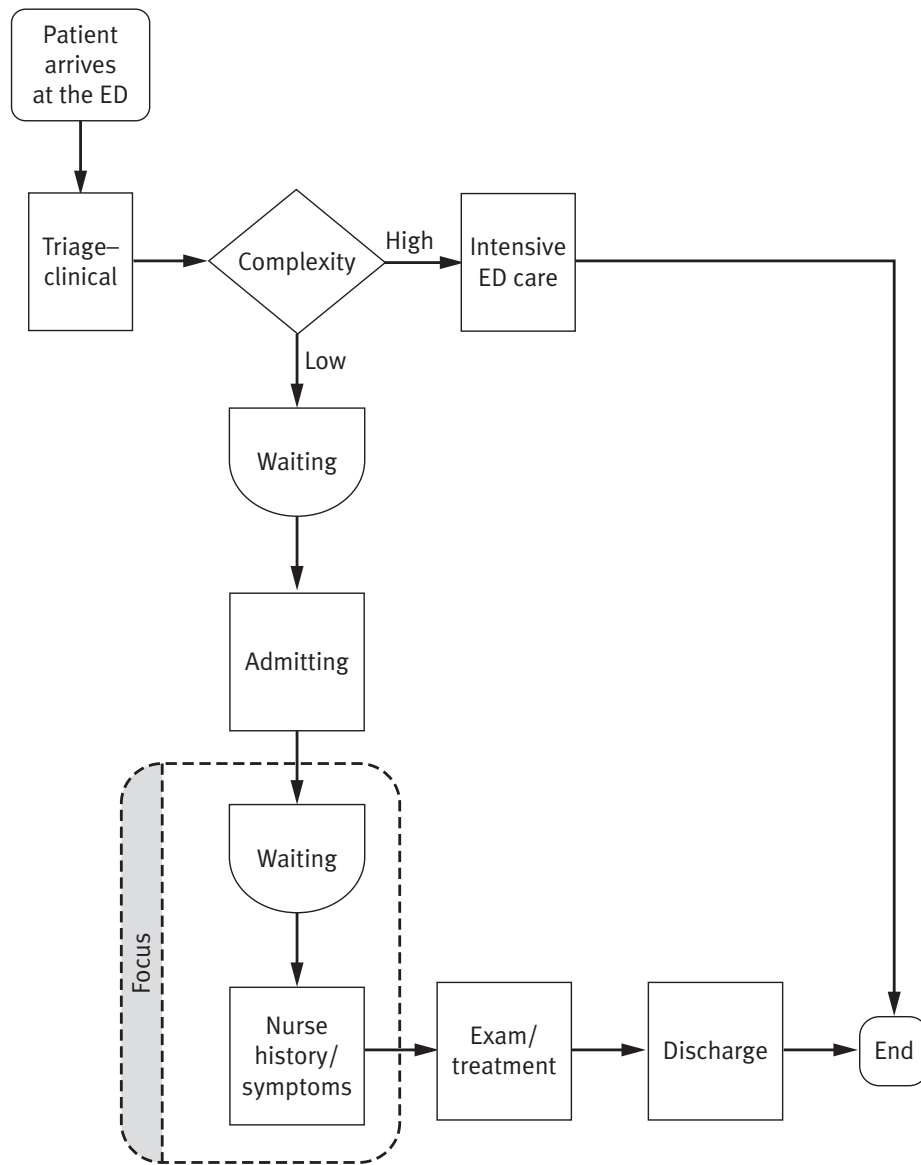 Patient
arrives
at the ED
Triage–
clinical
Complexity
High
Intensive
ED care
Low
Waiting
Admitting
Waiting
Focus
Nurse
history/
symptoms
Exam/
treatment
Discharge
End